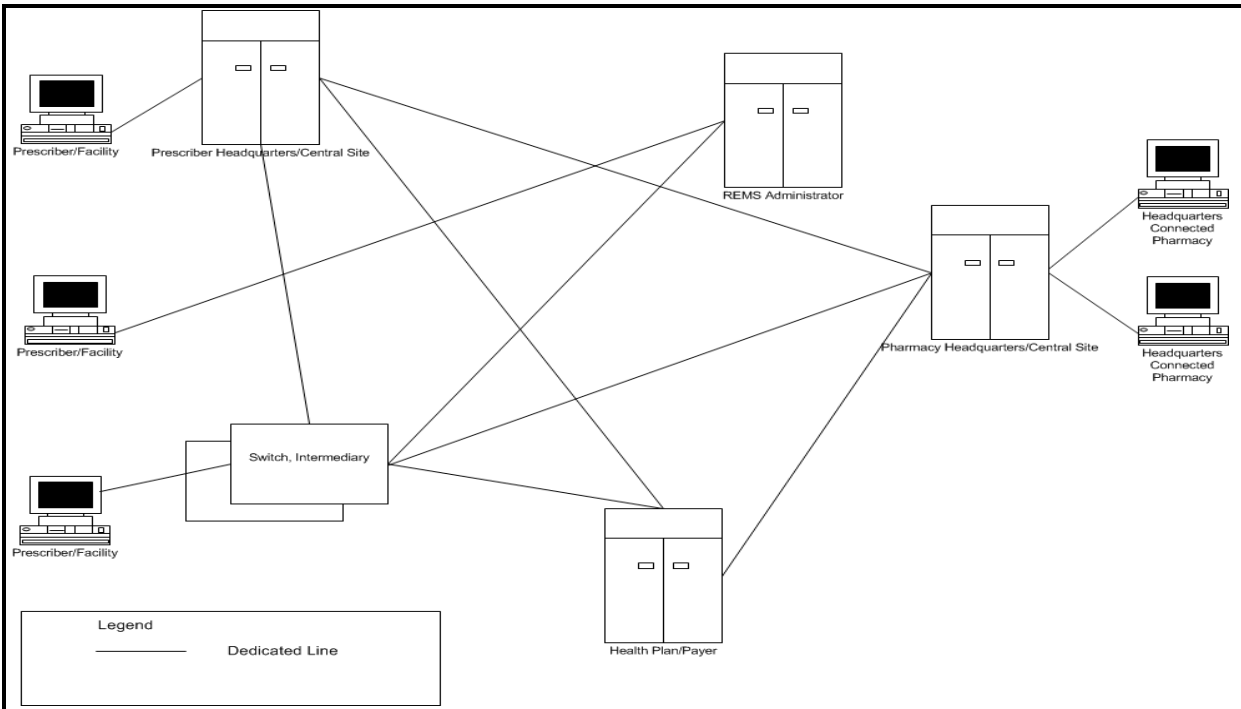 Prescriber/Facility
Prescriber Headquarters/Central Site
REMS Administrator
Headquarters
Connected
Pharmacy
Prescriber/Facility
Pharmacy Headquarters/Central Site
Headquarters
Connected
Pharmacy
Switch, Intermediary
Prescriber/Facility
Health Plan/Payer
Legend
Dedicated Line